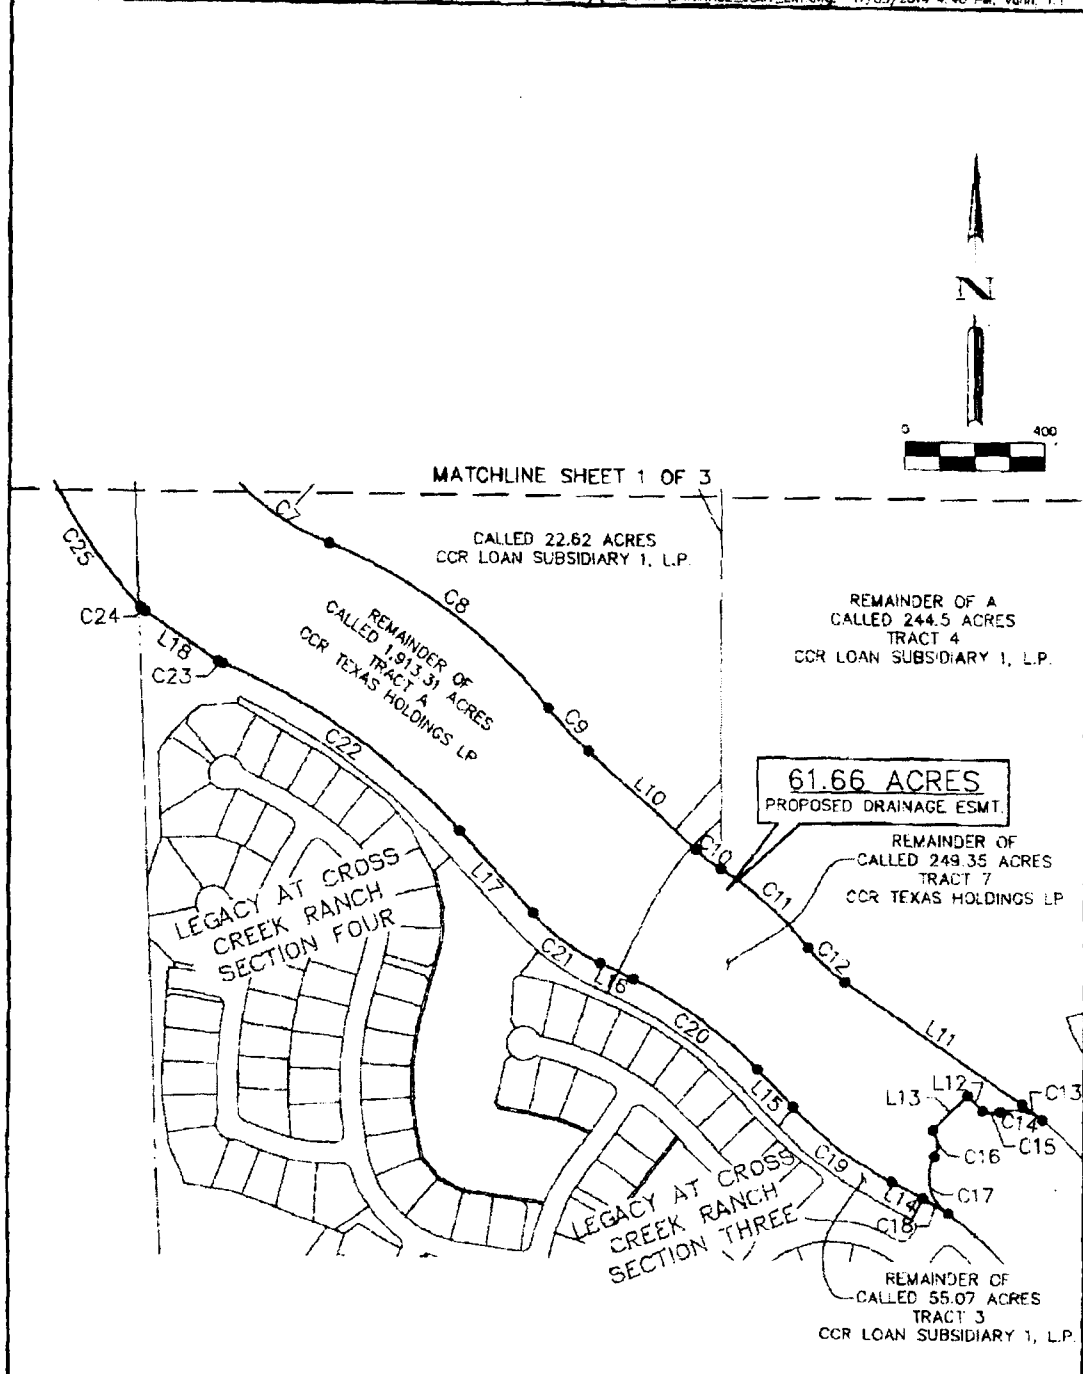 N
0 400
MATCHLINE SHEET 1 OF 3
C7
C25
CALLED 22.62 ACRES
CCR LOAN SUBSIDIARY 1, L.P.
C8
C24
REMAINDER OF
CALLED 1,913.31 ACRES
TRACT A
CCR TEXAS HOLDINGS LP
REMAINDER OF A
CALLED 244.5 ACRES
TRACT 4
CCR LOAN SUBSIDIARY 1, L.P.
L18
C23
C9
C22
L10
61.66 ACRES
PROPOSED DRAINAGE ESMT.
C10
REMAINDER OF
CALLED 249.35 ACRES
TRACT 7
CCR TEXAS HOLDINGS LP
C11
L17
LEGACY AT CROSS
CREEK RANCH
SECTION FOUR
C21
L16
C12
C20
L11
L15
L12
L13
C13
C14
C15
C16
C19
L14
C17
C18
LEGACY AT CROSS
CREEK RANCH
SECTION THREE
REMAINDER OF
CALLED 55.07 ACRES
TRACT 3
CCR LOAN SUBSIDIARY 1, L.P.